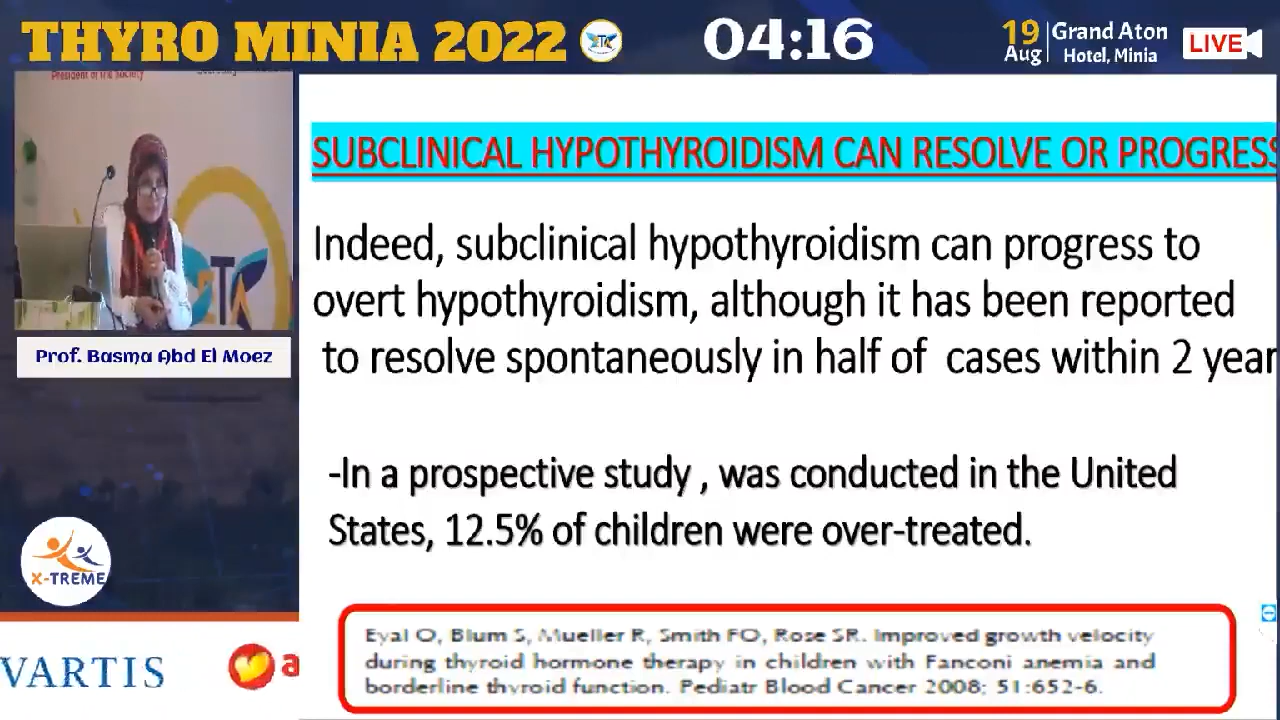 THYRO MINIA 2022
04:16
19
Aug
Grand Aton
Hotel, Minia
LIVE
President of the Society
SUBCLINICAL HYPOTHYROIDISM CAN RESOLVE OR PROGRESS
Indeed, subclinical hypothyroidism can progress to
overt hypothyroidism, although it has been reported
to resolve spontaneously in half of cases within 2 year
Prof. Basma Abd El Moez
-In a prospective study , was conducted in the United
States, 12.5% of children were over-treated.
X-TREME
Eyal O, Blum S, Mueller R, Smith FO, Rose SR. Improved growth velocity
during thyroid hormone therapy in children with Fanconi anemia and
borderline thyroid function. Pediatr Blood Cancer 2008; 51:652-6.
VARTIS
a